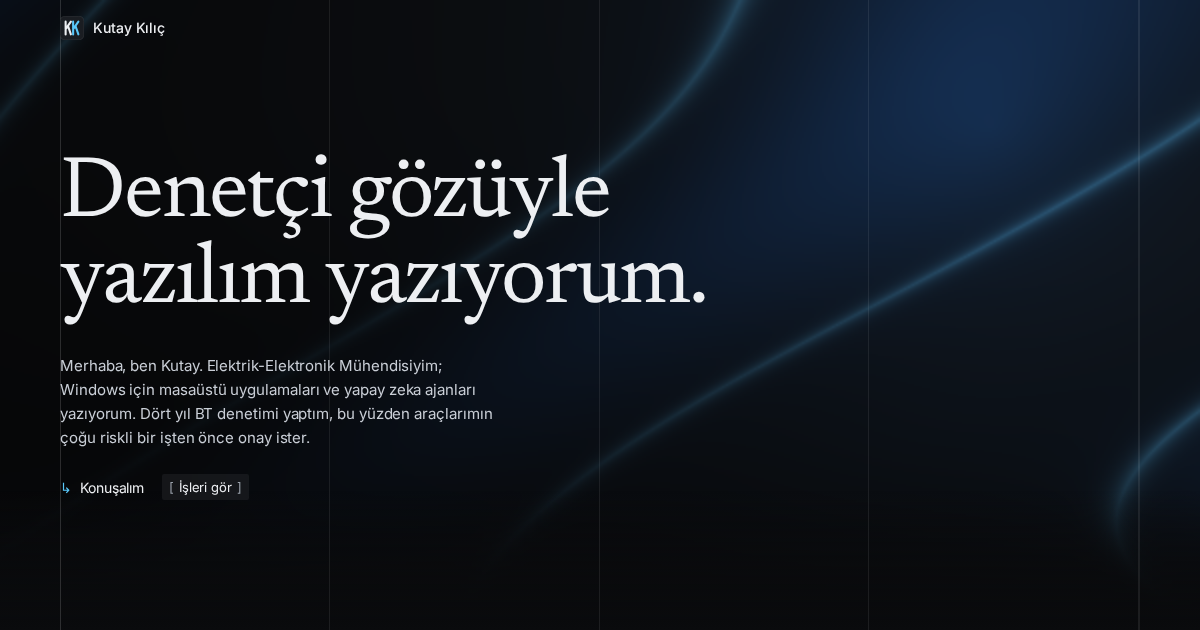 KK Kutay Kılıç
Denetçi gözüyle
yazılım yazıyorum.
Merhaba, ben Kutay. Elektrik-Elektronik Mühendisiyim;
Windows için masaüstü uygulamaları ve yapay zeka ajanları
yazıyorum. Dört yıl BT denetimi yaptım, bu yüzden araçlarımın
çoğu riskli bir işten önce onay ister.
↳ Konuşalım [ İşleri gör ]